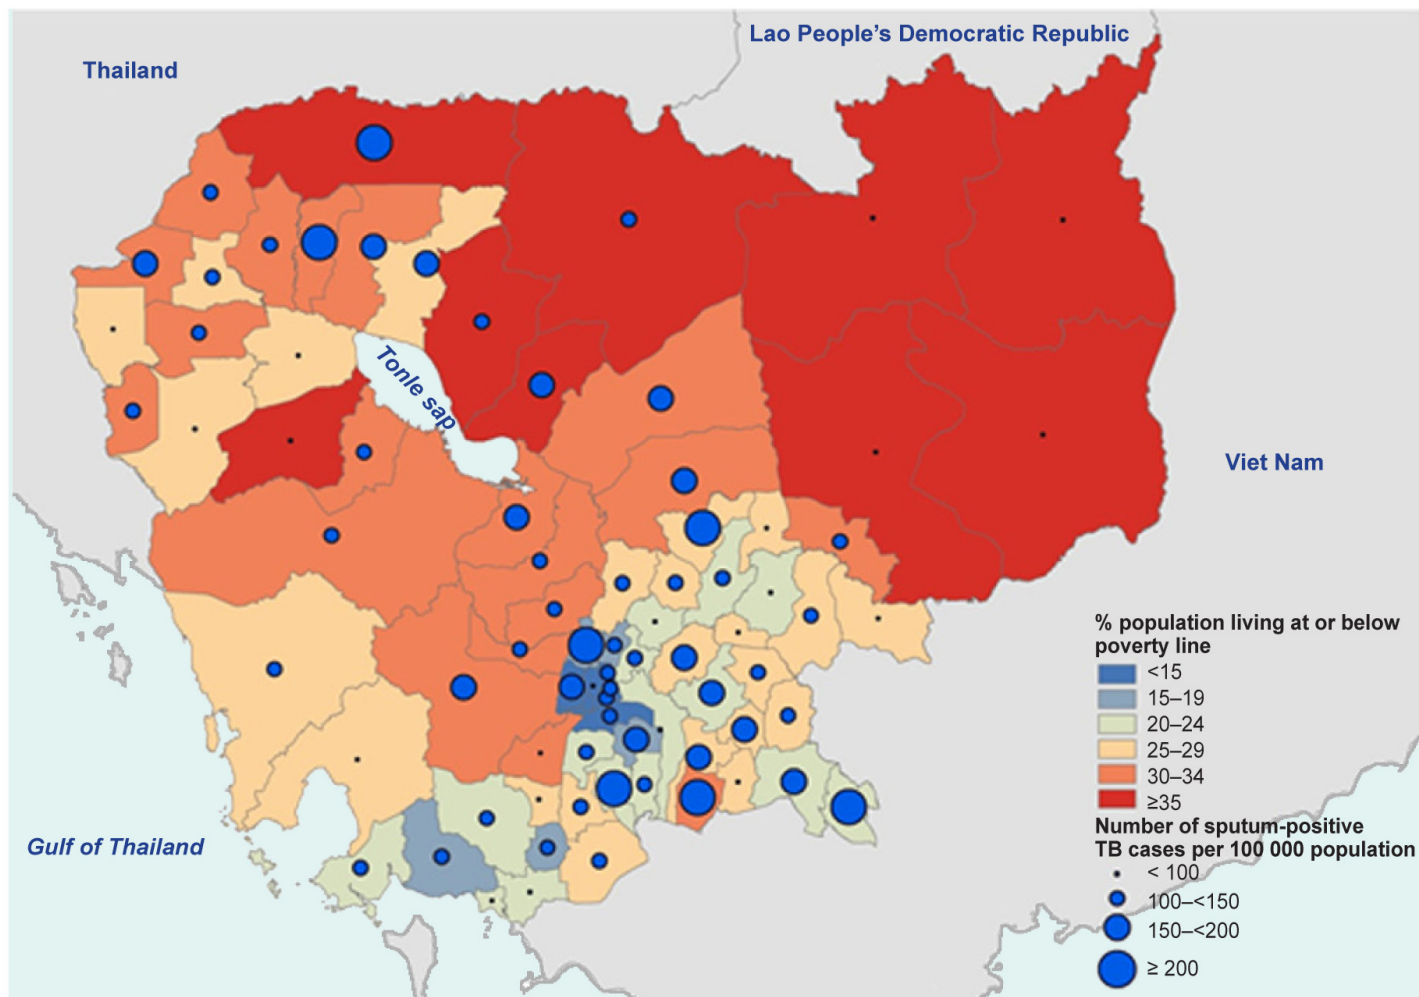 Lao People’s Democratic Republic
Thailand
Tonle sap
Viet Nam
Gulf of Thailand
% population living at or below
poverty line
<15
15–19
20–24
25–29
30–34
≥35
Number of sputum-positive
TB cases per 100 000 population
< 100
100–<150
150–<200
≥ 200